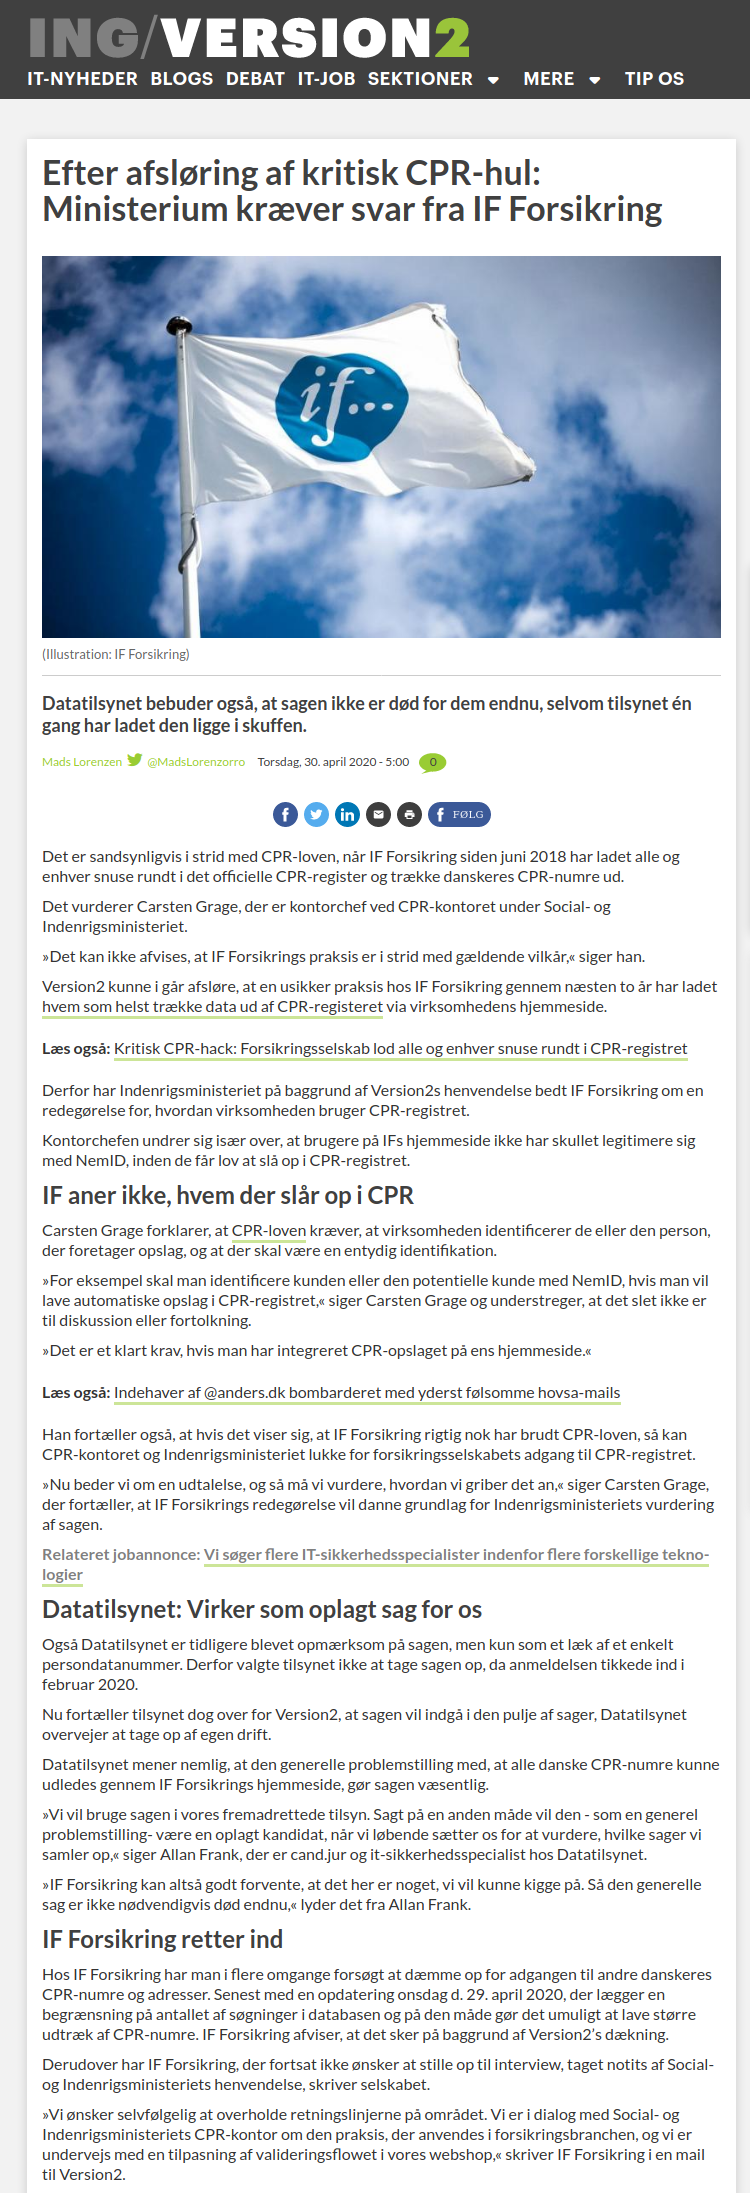 ING/VERSION2
IT-NYHEDER BLOGS DEBAT IT-JOB SEKTIONER MERE TIP OS
Efter afsløring af kritisk CPR-hul:
Ministerium kræver svar fra IF Forsikring
if...
(Illustration: IF Forsikring)
Datatilsynet bebuder også, at sagen ikke er død for dem endnu, selvom tilsynet én
gang har ladet den ligge i skuffen.
Mads Lorenzen @MadsLorenzorro Torsdag, 30. april 2020 - 5:00 0
f in f FØLG
Det er sandsynligvis i strid med CPR-loven, når IF Forsikring siden juni 2018 har ladet alle og
enhver snuse rundt i det officielle CPR-register og trække danskeres CPR-numre ud.
Det vurderer Carsten Grage, der er kontorchef ved CPR-kontoret under Social- og
Indenrigsministeriet.
»Det kan ikke afvises, at IF Forsikrings praksis er i strid med gældende vilkår,« siger han.
Version2 kunne i går afsløre, at en usikker praksis hos IF Forsikring gennem næsten to år har ladet
hvem som helst trække data ud af CPR-registeret via virksomhedens hjemmeside.
Læs også: Kritisk CPR-hack: Forsikringsselskab lod alle og enhver snuse rundt i CPR-registret
Derfor har Indenrigsministeriet på baggrund af Version2s henvendelse bedt IF Forsikring om en
redegørelse for, hvordan virksomheden bruger CPR-registret.
Kontorchefen undrer sig især over, at brugere på IFs hjemmeside ikke har skullet legitimere sig
med NemID, inden de får lov at slå op i CPR-registret.
IF aner ikke, hvem der slår op i CPR
Carsten Grage forklarer, at CPR-loven kræver, at virksomheden identificerer de eller den person,
der foretager opslag, og at der skal være en entydig identifikation.
»For eksempel skal man identificere kunden eller den potentielle kunde med NemID, hvis man vil
lave automatiske opslag i CPR-registret,« siger Carsten Grage og understreger, at det slet ikke er
til diskussion eller fortolkning.
»Det er et klart krav, hvis man har integreret CPR-opslaget på ens hjemmeside.«
Læs også: Indehaver af @anders.dk bombarderet med yderst følsomme hovsa-mails
Han fortæller også, at hvis det viser sig, at IF Forsikring rigtig nok har brudt CPR-loven, så kan
CPR-kontoret og Indenrigsministeriet lukke for forsikringsselskabets adgang til CPR-registret.
»Nu beder vi om en udtalelse, og så må vi vurdere, hvordan vi griber det an,« siger Carsten Grage,
der fortæller, at IF Forsikrings redegørelse vil danne grundlag for Indenrigsministeriets vurdering
af sagen.
Relateret jobannonce: Vi søger flere IT-sikkerhedsspecialister indenfor flere forskellige tekno-
logier
Datatilsynet: Virker som oplagt sag for os
Også Datatilsynet er tidligere blevet opmærksom på sagen, men kun som et læk af et enkelt
persondatanummer. Derfor valgte tilsynet ikke at tage sagen op, da anmeldelsen tikkede ind i
februar 2020.
Nu fortæller tilsynet dog over for Version2, at sagen vil indgå i den pulje af sager, Datatilsynet
overvejer at tage op af egen drift.
Datatilsynet mener nemlig, at den generelle problemstilling med, at alle danske CPR-numre kunne
udledes gennem IF Forsikrings hjemmeside, gør sagen væsentlig.
»Vi vil bruge sagen i vores fremadrettede tilsyn. Sagt på en anden måde vil den - som en generel
problemstilling- være en oplagt kandidat, når vi løbende sætter os for at vurdere, hvilke sager vi
samler op,« siger Allan Frank, der er cand.jur og it-sikkerhedsspecialist hos Datatilsynet.
»IF Forsikring kan altså godt forvente, at det her er noget, vi vil kunne kigge på. Så den generelle
sag er ikke nødvendigvis død endnu,« lyder det fra Allan Frank.
IF Forsikring retter ind
Hos IF Forsikring har man i flere omgange forsøgt at dæmme op for adgangen til andre danskeres
CPR-numre og adresser. Senest med en opdatering onsdag d. 29. april 2020, der lægger en
begrænsning på antallet af søgninger i databasen og på den måde gør det umuligt at lave større
udtræk af CPR-numre. IF Forsikring afviser, at det sker på baggrund af Version2’s dækning.
Derudover har IF Forsikring, der fortsat ikke ønsker at stille op til interview, taget notits af Social-
og Indenrigsministeriets henvendelse, skriver selskabet.
»Vi ønsker selvfølgelig at overholde retningslinjerne på området. Vi er i dialog med Social- og
Indenrigsministeriets CPR-kontor om den praksis, der anvendes i forsikringsbranchen, og vi er
undervejs med en tilpasning af valideringsflowet i vores webshop,« skriver IF Forsikring i en mail
til Version2.